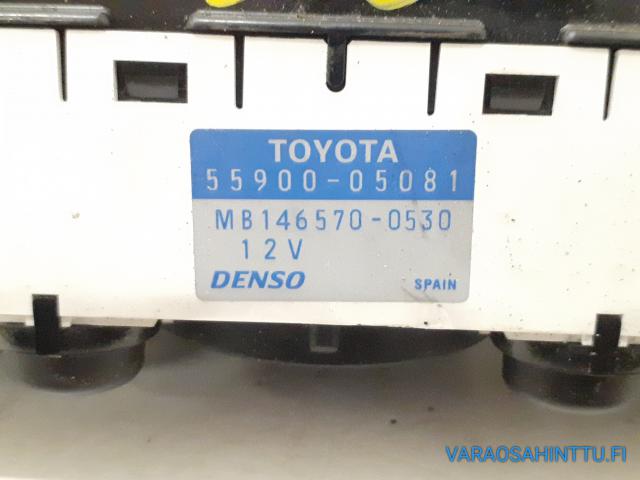 TOYOTA
55900-05081
MB146570-0530
12V
DENSO SPAIN
VARAOSAHINTTU.FI